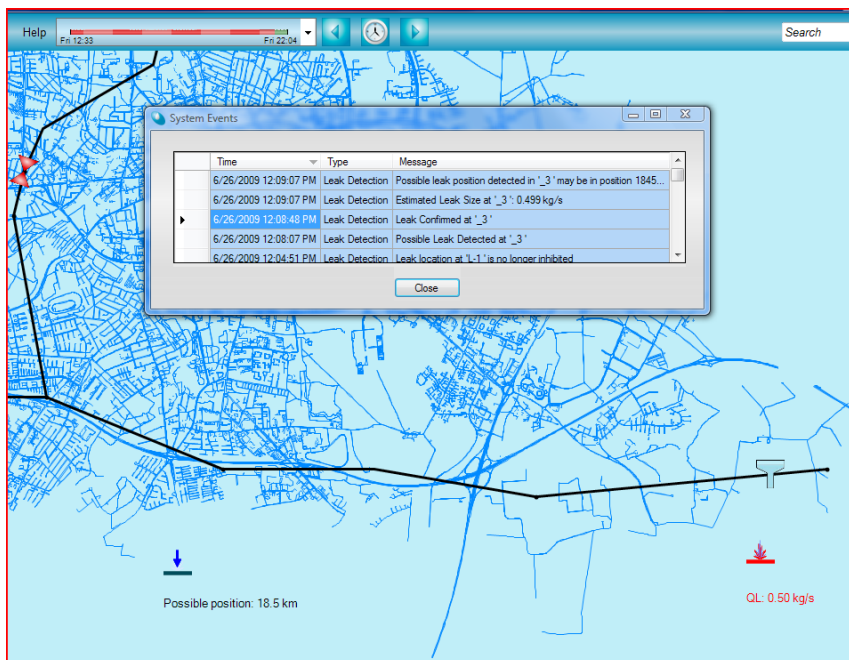 Help
Fri 12:33
Fri 22:04
Search
System Events
Time Type Message
6/26/2009 12:09:07 PM Leak Detection Possible leak position detected in '_3 ' may be in position 1845...
6/26/2009 12:09:07 PM Leak Detection Estimated Leak Size at '_3 ': 0.499 kg/s
6/26/2009 12:08:48 PM Leak Detection Leak Confirmed at '_3 '
6/26/2009 12:08:07 PM Leak Detection Possible Leak Detected at '_3 '
6/26/2009 12:04:51 PM Leak Detection Leak location at 'L-1 ' is no longer inhibited
Close
Possible position: 18.5 km
QL: 0.50 kg/s